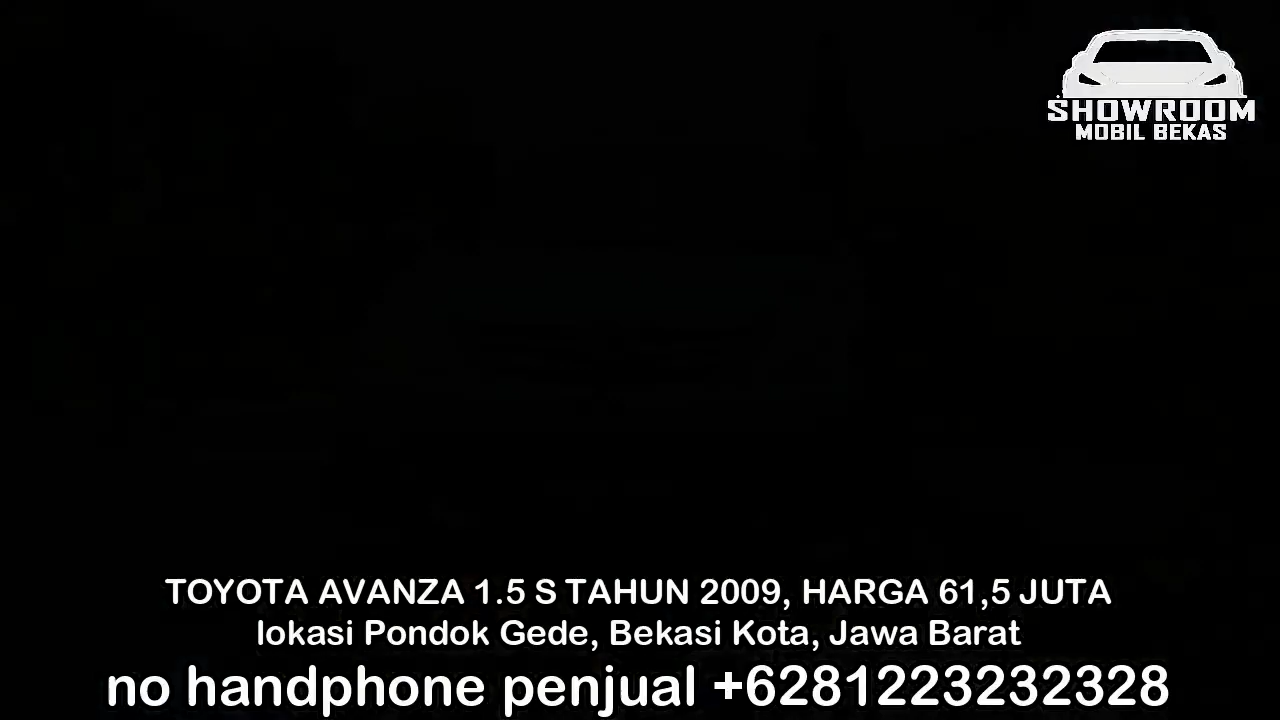 SHOWROOM
MOBIL BEKAS
TOYOTA AVANZA 1.5 S TAHUN 2009, HARGA 61,5 JUTA
lokasi Pondok Gede, Bekasi Kota, Jawa Barat
no handphone penjual +6281223232328